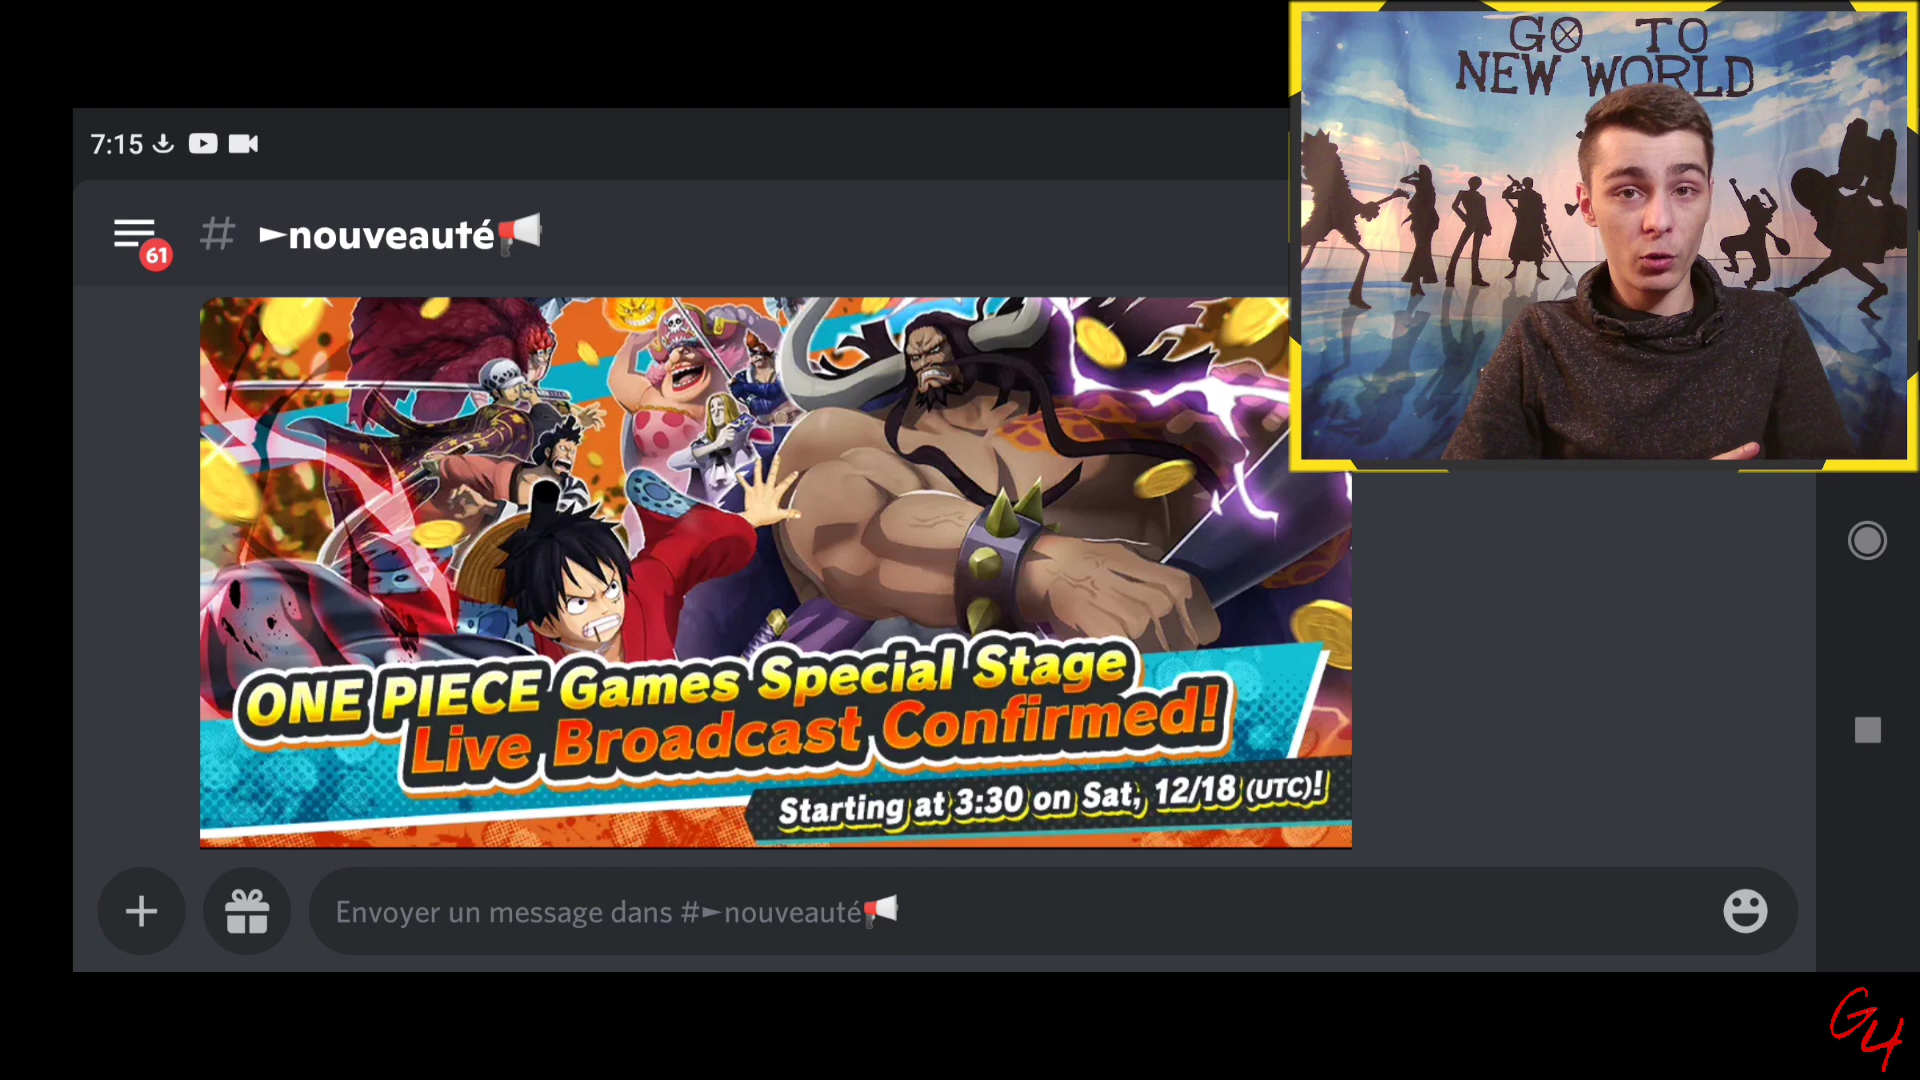 GO TO
NEW WORLD
7:15
61
# ►nouveauté
ONE PIECE Games Special Stage
Live Broadcast Confirmed!
Starting at 3:30 on Sat, 12/18 (UTC)!
Envoyer un message dans #►nouveauté
G4